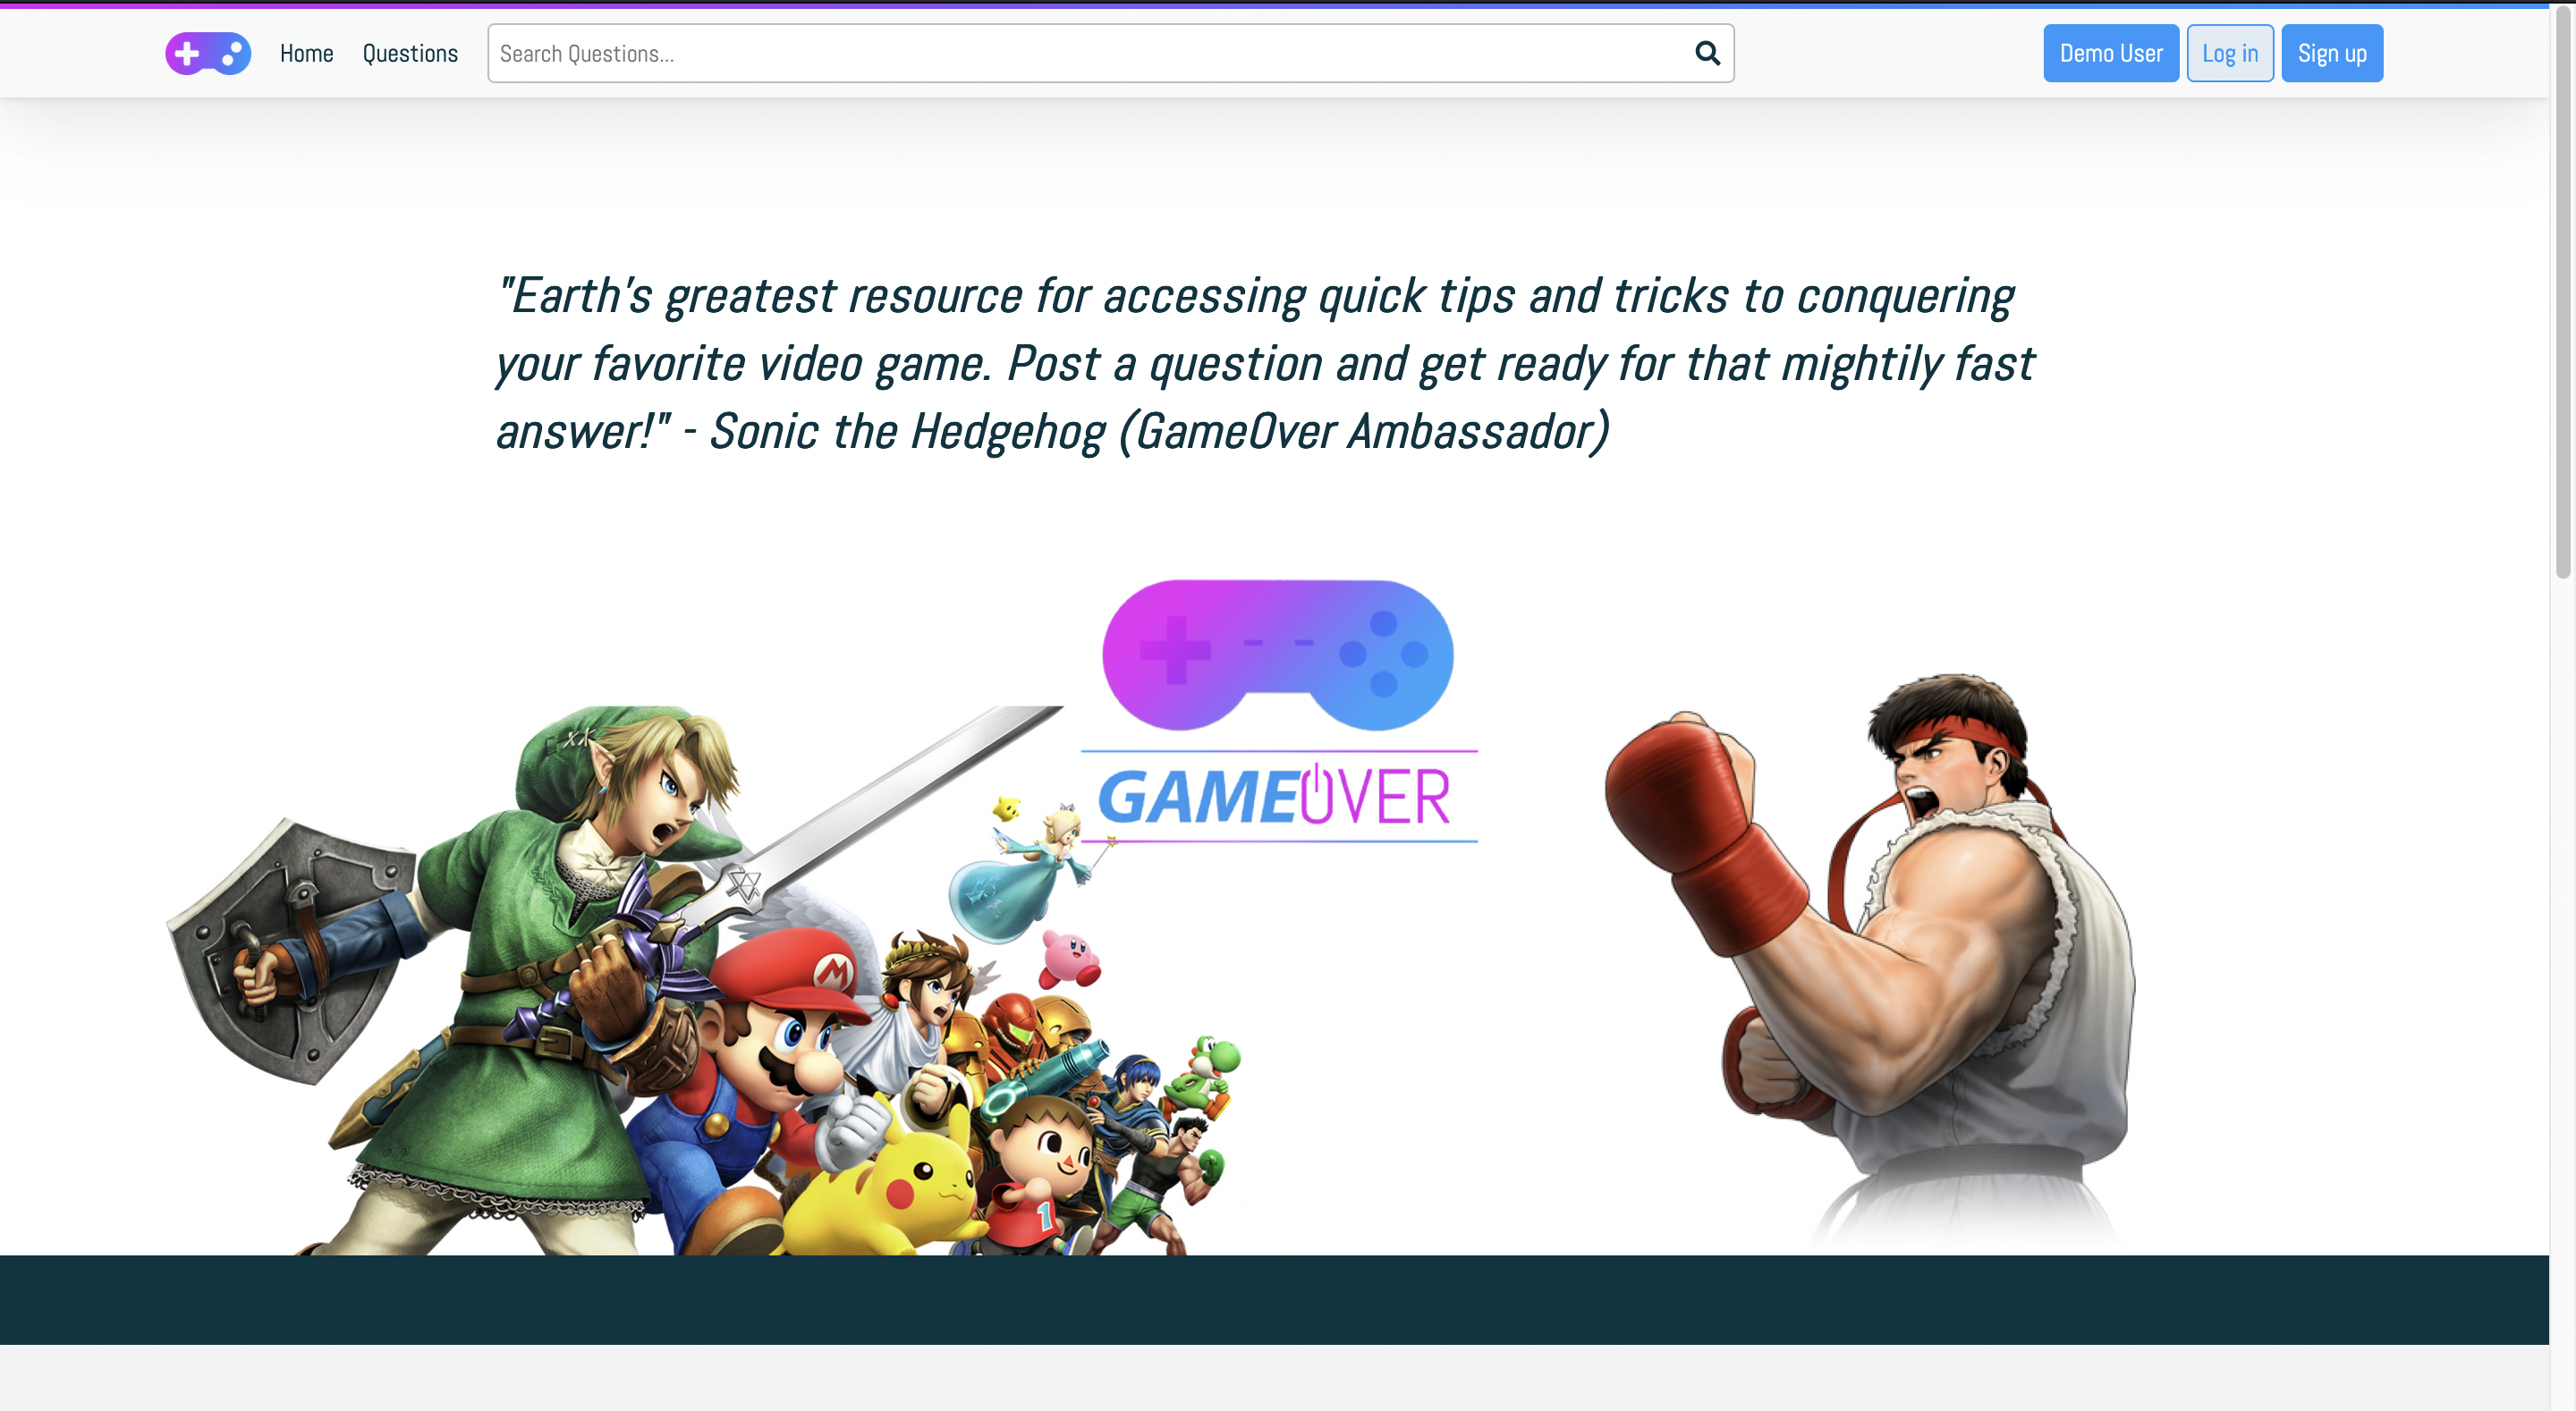 Home
Questions
Search Questions...
Demo User
Log in
Sign up
"Earth's greatest resource for accessing quick tips and tricks to conquering
your favorite video game. Post a question and get ready for that mightily fast
answer!" - Sonic the Hedgehog (GameOver Ambassador)
GAMEOVER
M
1